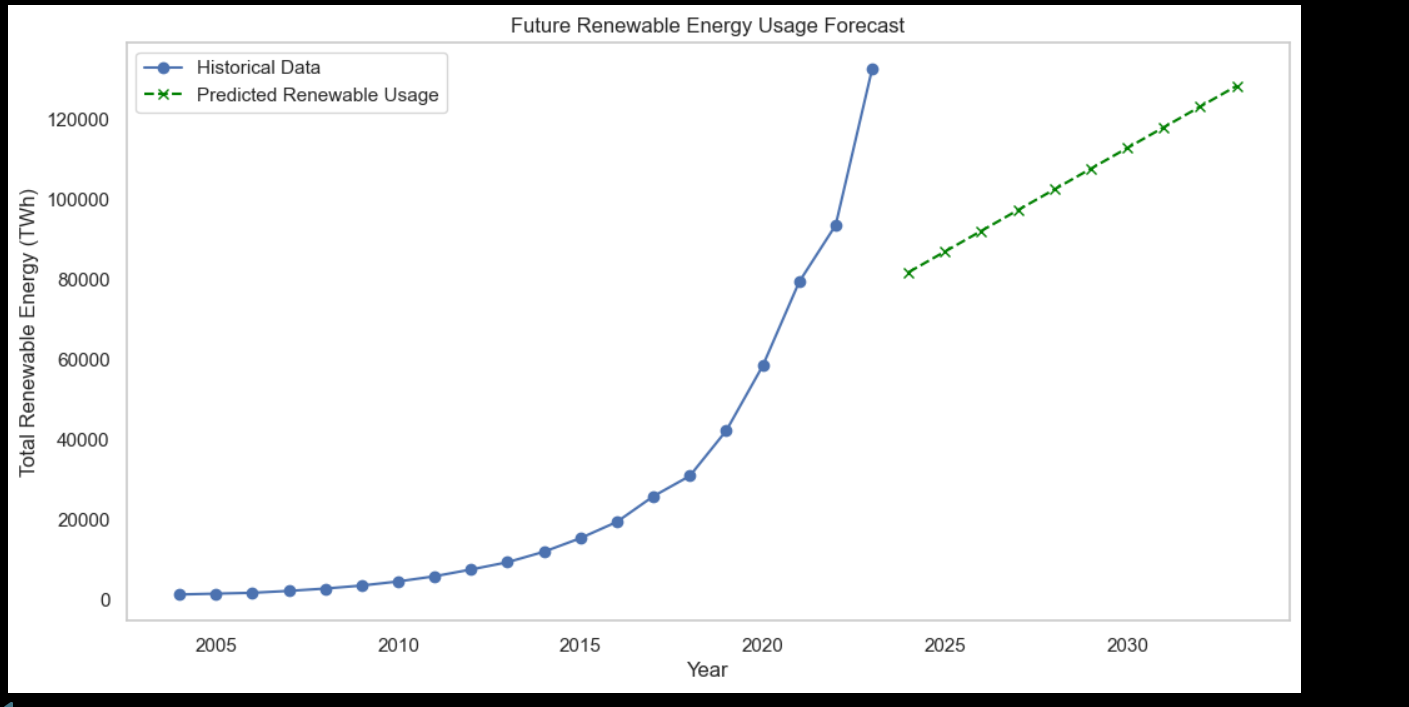 Future Renewable Energy Usage Forecast
Historical Data
Predicted Renewable Usage
120000
100000
80000
60000
40000
20000
0
Total Renewable Energy (TWh)
2005 2010 2015 2020 2025 2030
Year